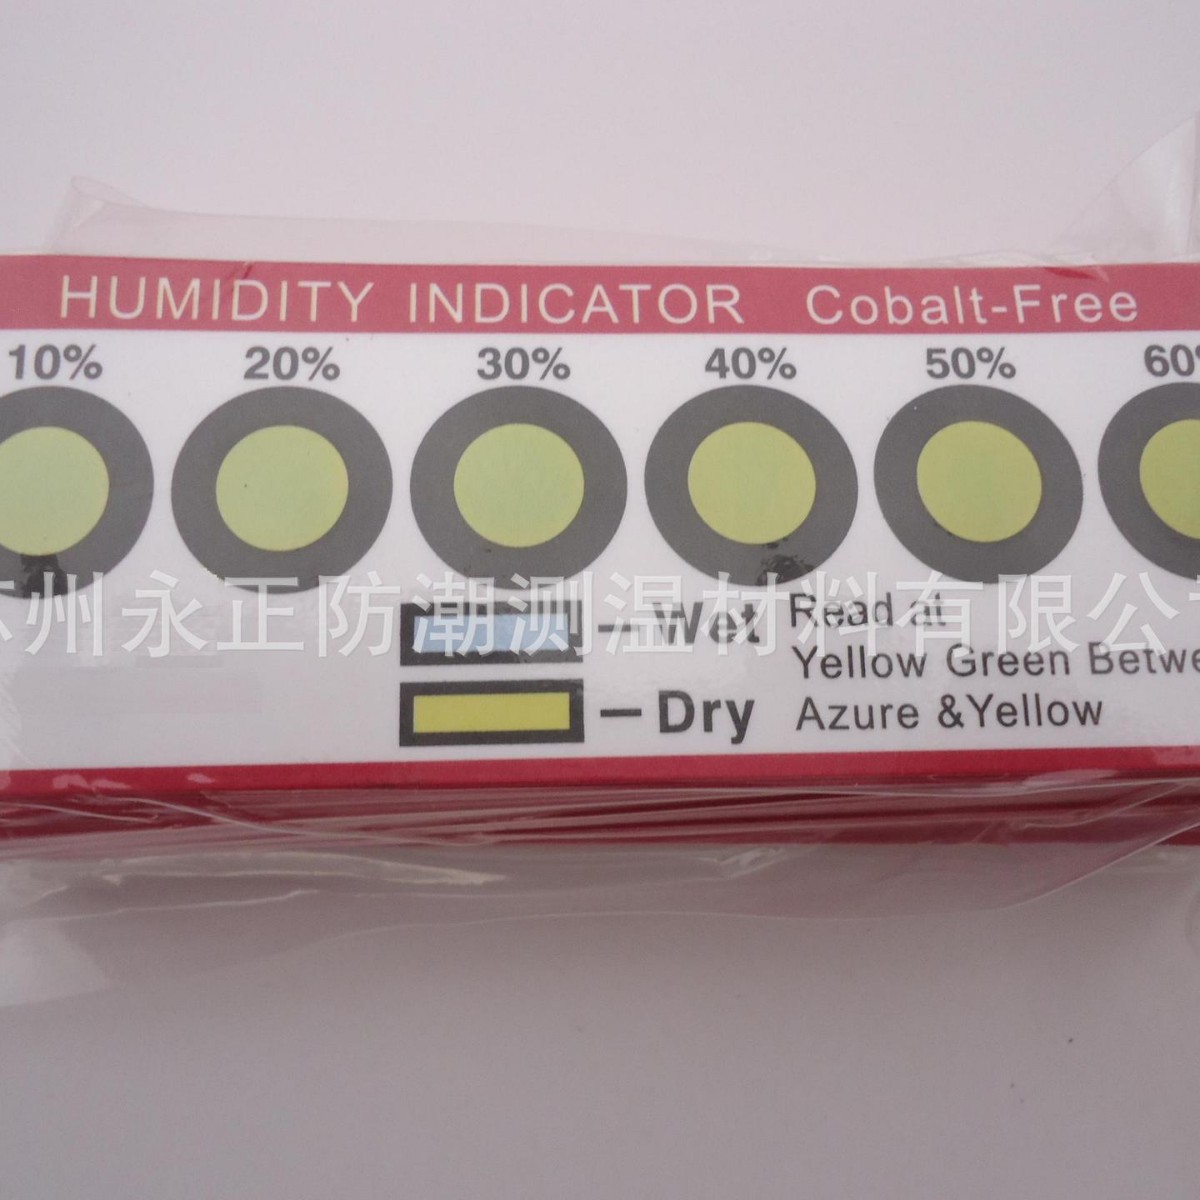 HUMIDITY INDICATOR Cobalt-Free
10% 20% 30% 40% 50% 60%
州永正防潮测温材料有限公
Wet
Dry
Read at
Yellow Green Betwe
Azure &Yellow